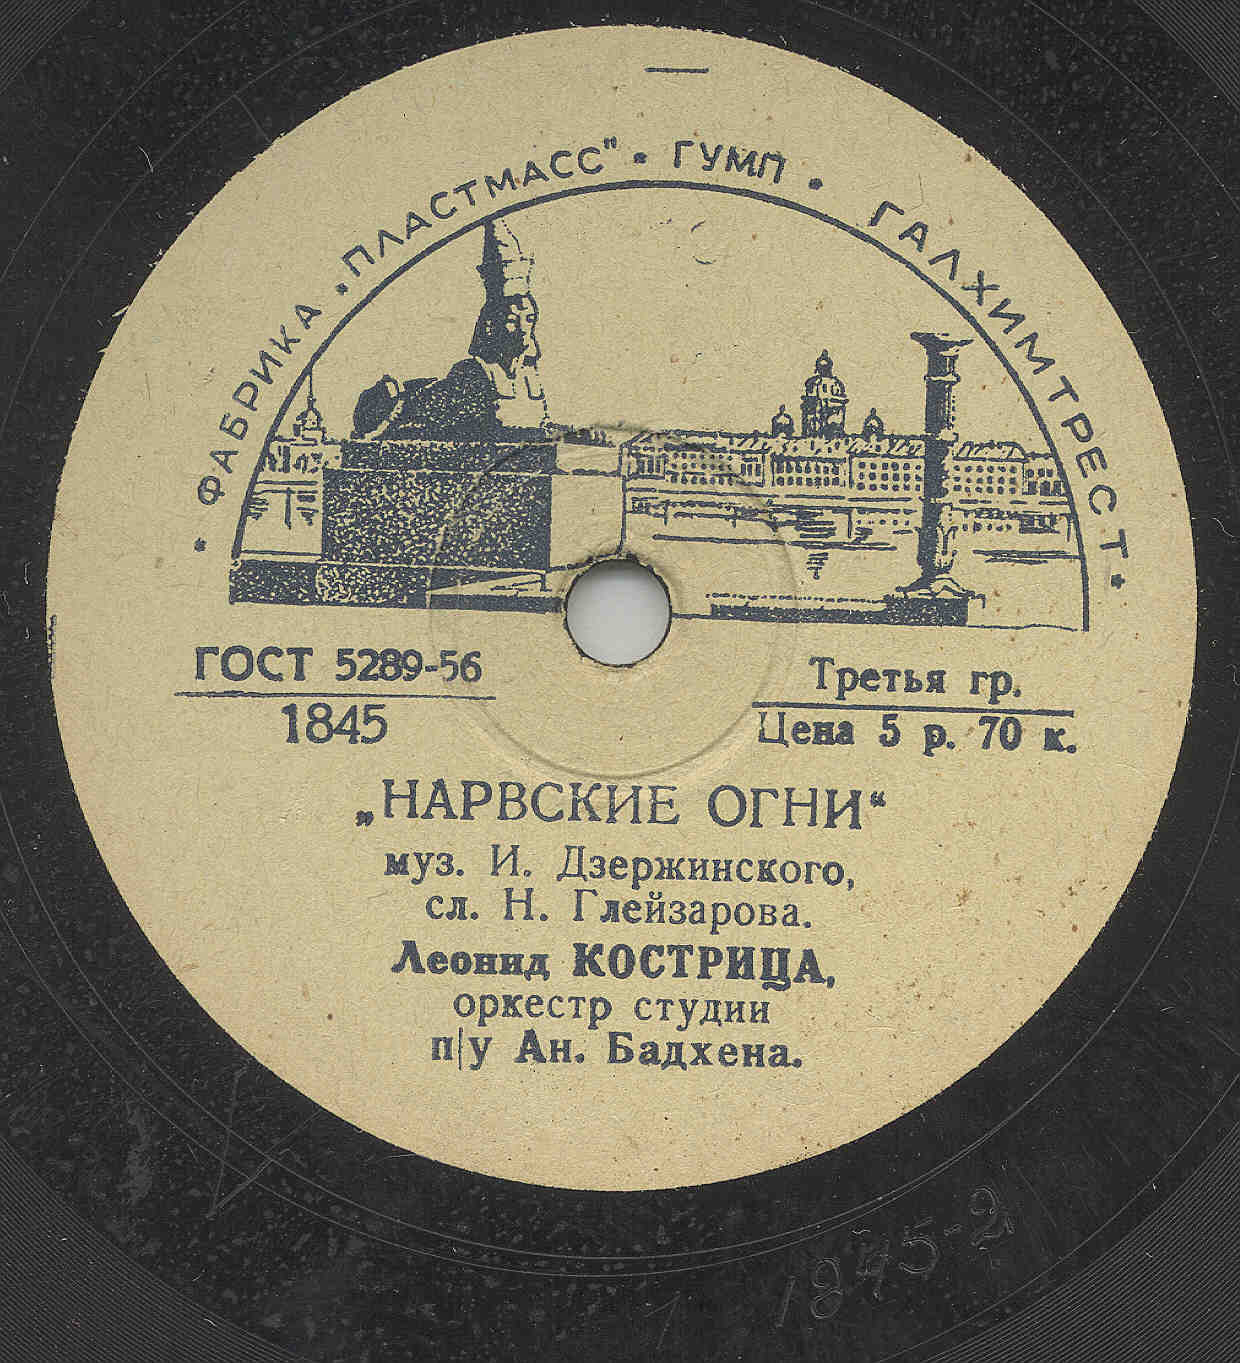 • ФАБРИКА „ПЛАСТМАСС" • ГУМП • ГАЛХИМТРЕСТ •
ГОСТ 5289-56
1845
Третья гр.
Цена 5 р. 70 к.
„НАРВСКИЕ ОГНИ“
муз. И. Дзержинского,
сл. Н. Глейзарова.
Леонид КОСТРИЦА,
оркестр студии
п/у Ан. Бадхена.
1845-2